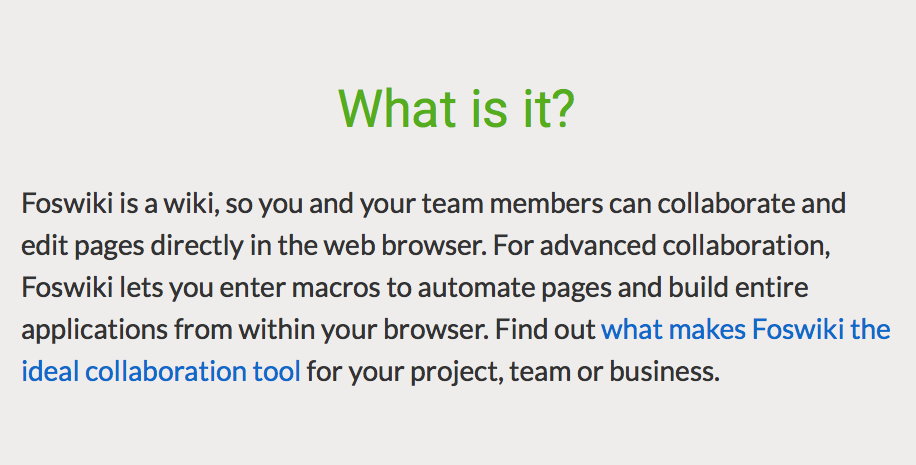 What is it?
Foswiki is a wiki, so you and your team members can collaborate and
edit pages directly in the web browser. For advanced collaboration,
Foswiki lets you enter macros to automate pages and build entire
applications from within your browser. Find out what makes Foswiki the
ideal collaboration tool for your project, team or business.